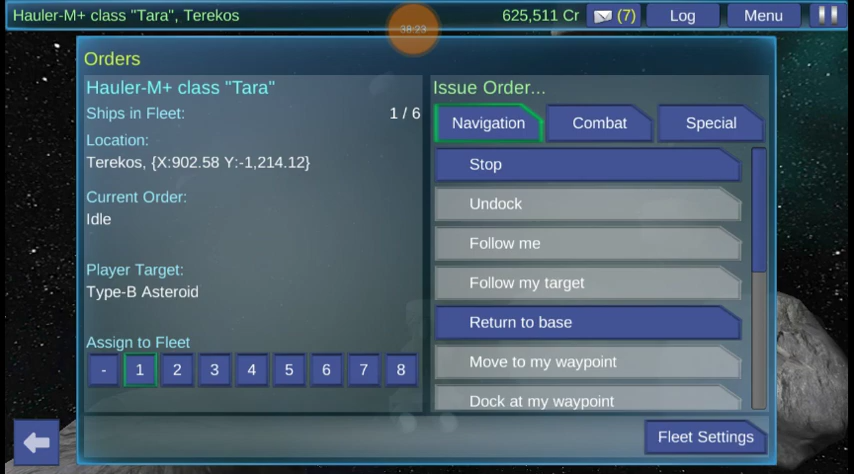 Hauler-M+ class "Tara", Terekos
625,511 Cr
(7)
Log
Menu
38:23
Orders
Hauler-M+ class "Tara"
Ships in Fleet: 1 / 6
Location:
Terekos, {X:902.58 Y:-1,214.12}
Current Order:
Idle
Player Target:
Type-B Asteroid
Assign to Fleet
- 1 2 3 4 5 6 7 8
Issue Order...
Navigation
Combat
Special
Stop
Undock
Follow me
Follow my target
Return to base
Move to my waypoint
Dock at my waypoint
Fleet Settings